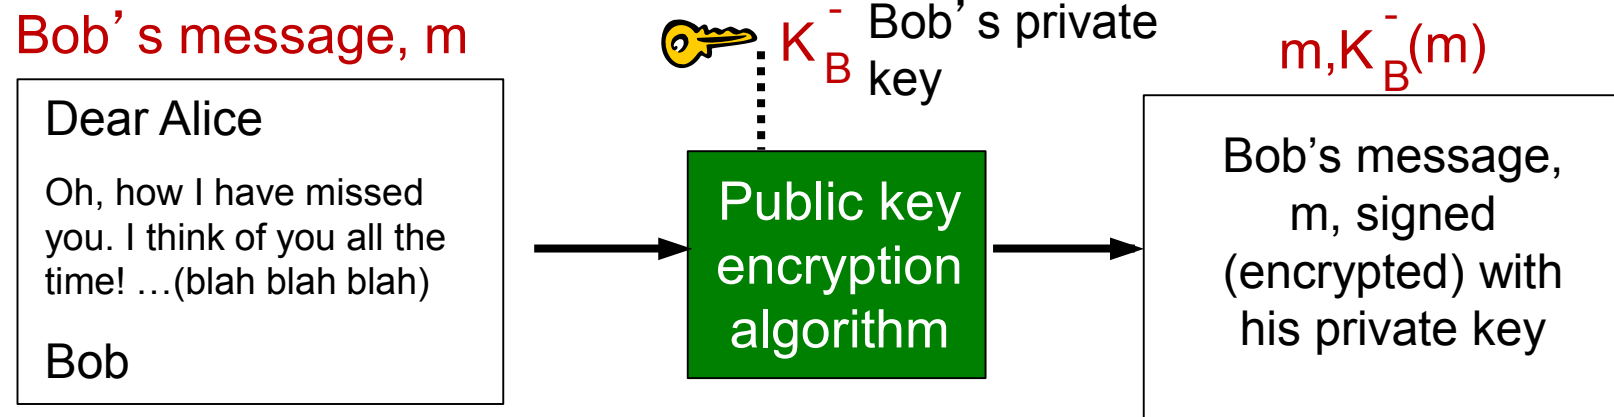 Bob’s message, m
Dear Alice
Oh, how I have missed
you. I think of you all the
time! …(blah blah blah)
Bob
K B - Bob’s private
key
Public key
encryption
algorithm
m,K B - (m)
Bob's message,
m, signed
(encrypted) with
his private key